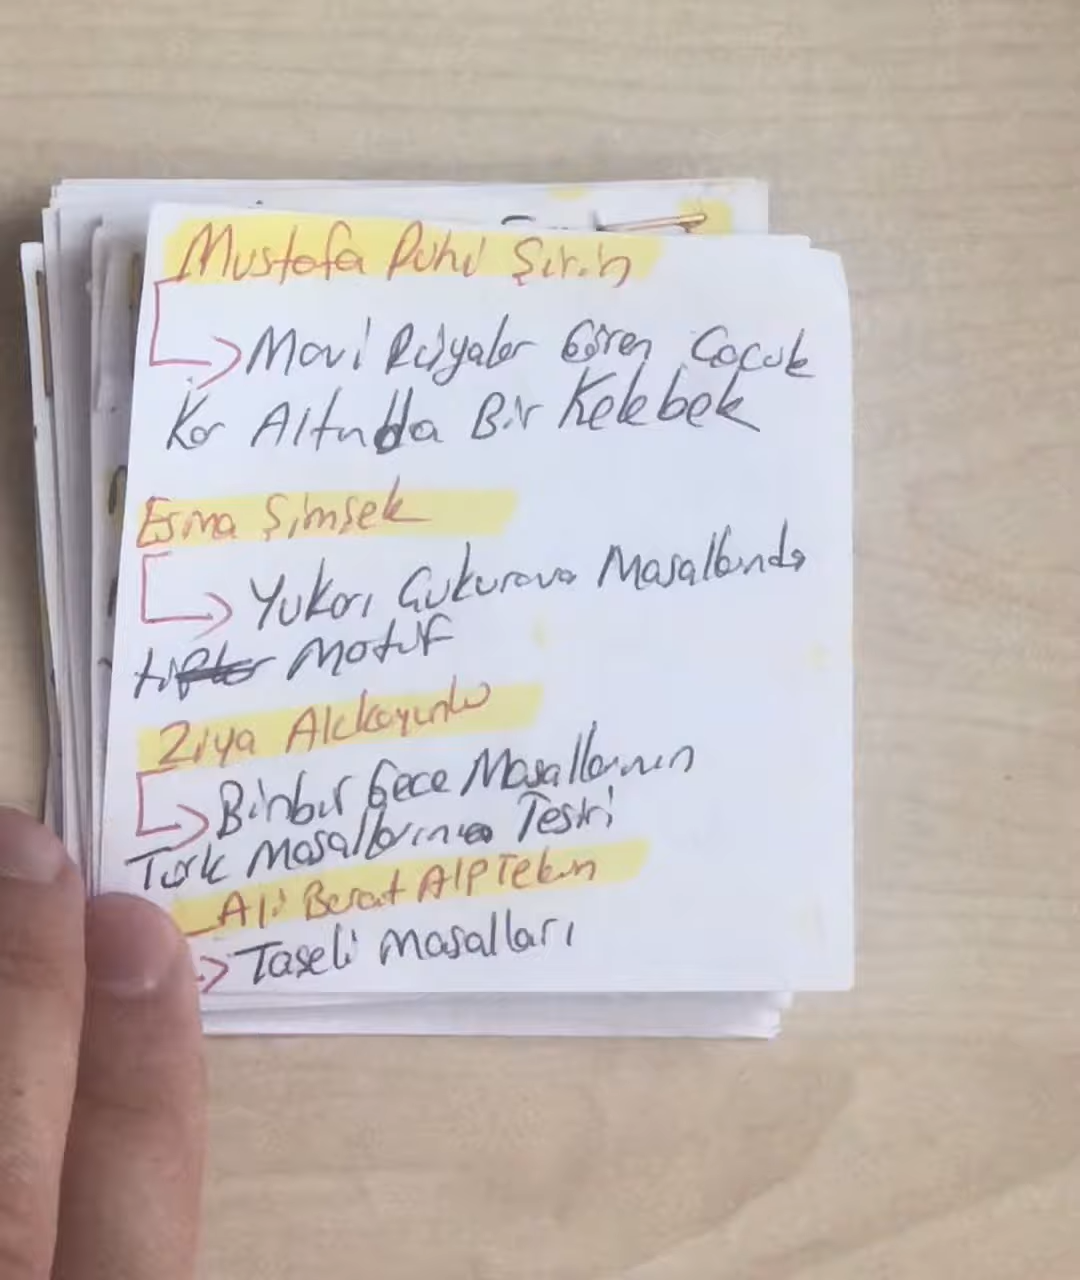 Mustafa Ruhi Şirin
Mavi Rüyalar Gören Çocuk
Kar Altında Bir Kelebek
Esma Şimşek
Yukarı Çukurova Masallarında
Motif
Ziya Akkoyunlu
Binbir Gece Masallarının
Türk Masallarına Tesiri
Ali Berat Alptekin
Taşeli Masalları